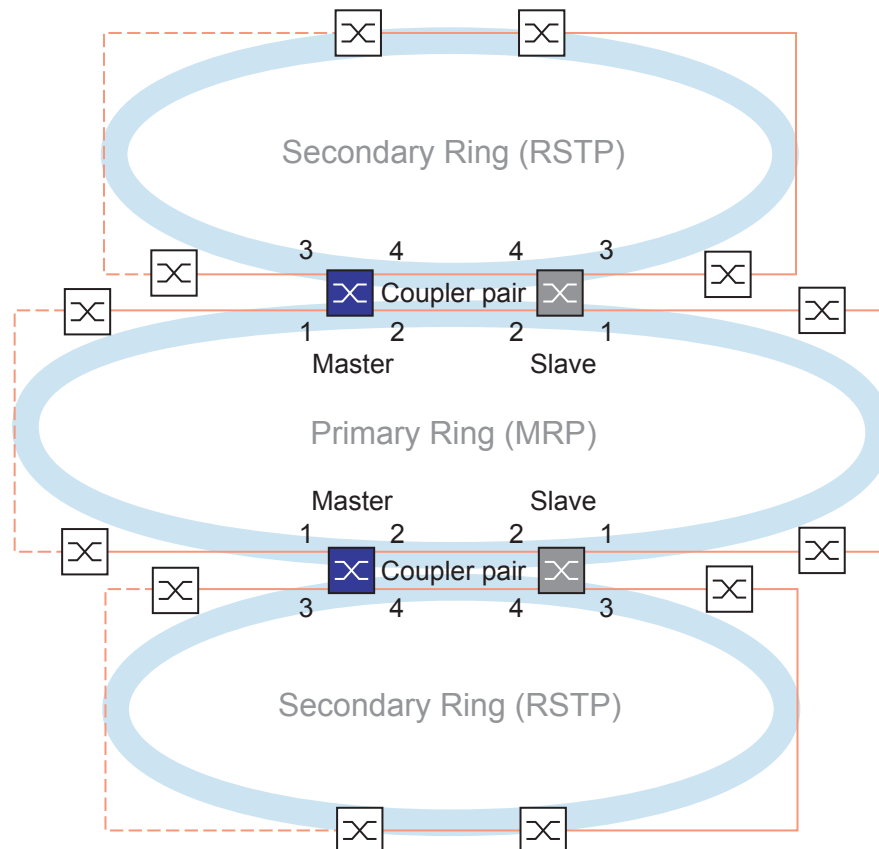 Secondary Ring (RSTP)
3 4 4 3
Coupler pair
1 2 2 1
Master Slave
Primary Ring (MRP)
Master Slave
1 2 2 1
Coupler pair
3 4 4 3
Secondary Ring (RSTP)